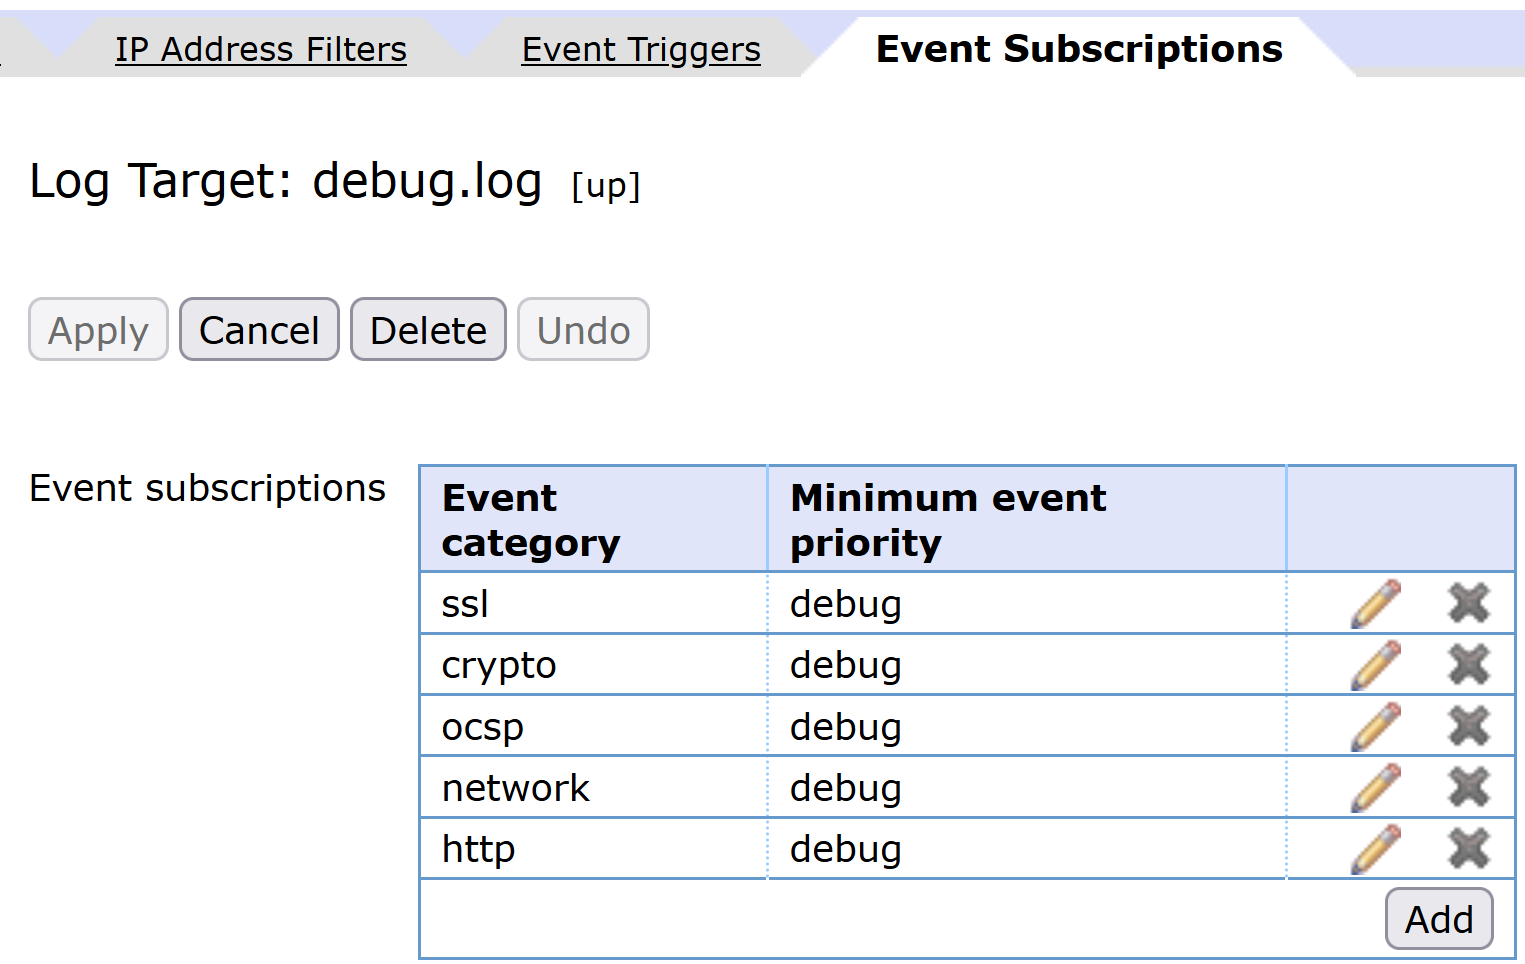 IP Address Filters Event Triggers Event Subscriptions
Log Target: debug.log [up]
Apply Cancel Delete Undo
Event subscriptions
Event category Minimum event priority
ssl debug
crypto debug
ocsp debug
network debug
http debug
Add